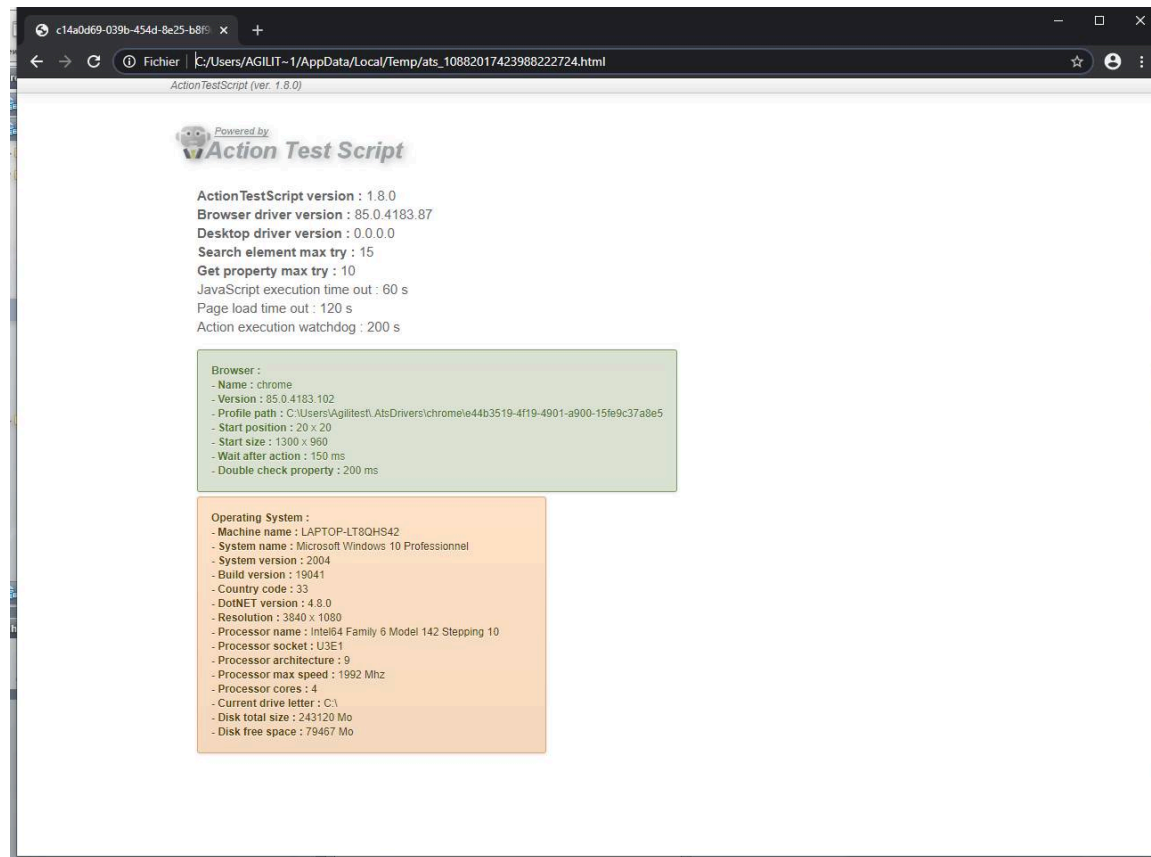 c14a0d69-039b-454d-8e25-b8f9
Fichier | C:/Users/AGILIT~1/AppData/Local/Temp/ats_10882017423988222724.html
ActionTestScript (ver. 1.8.0)
Powered by
Action Test Script
ActionTestScript version : 1.8.0
Browser driver version : 85.0.4183.87
Desktop driver version : 0.0.0.0
Search element max try : 15
Get property max try : 10
JavaScript execution time out : 60 s
Page load time out : 120 s
Action execution watchdog : 200 s
Browser :
- Name : chrome
- Version : 85.0.4183.102
- Profile path : C:\Users\Agilitest\.AtsDrivers\chrome\e44b3519-4f19-4901-a900-15fe9c37a8e5
- Start position : 20 x 20
- Start size : 1300 x 960
- Wait after action : 150 ms
- Double check property : 200 ms
Operating System :
- Machine name : LAPTOP-LT8QHS42
- System name : Microsoft Windows 10 Professionnel
- System version : 2004
- Build version : 19041
- Country code : 33
- DotNET version : 4.8.0
- Resolution : 3840 x 1080
- Processor name : Intel64 Family 6 Model 142 Stepping 10
- Processor socket : U3E1
- Processor architecture : 9
- Processor max speed : 1992 Mhz
- Processor cores : 4
- Current drive letter : C:\
- Disk total size : 243120 Mo
- Disk free space : 79467 Mo